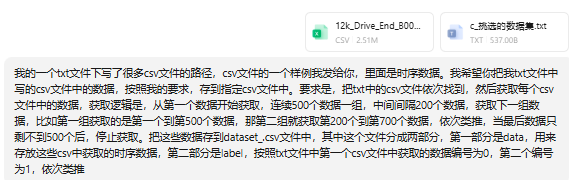 12k_Drive_End_B00...
CSV · 2.51M
c_挑选的数据集.txt
TXT · 537.00B
我的一个txt文件下写了很多csv文件的路径，csv文件的一个样例我发给你，里面是时序数据。我希望你把我txt文件中
写的csv文件中的数据，按照我的要求，存到指定csv文件中。要求是，把txt中的csv文件依次找到，然后获取每个csv文
件中的数据，获取逻辑是，从第一个数据开始获取，连续500个数据一组，中间间隔200个数据，获取下一组数
据，比如第一组获取的是第一个到第500个数据，那第二组就获取第200个到第700个数据，依次类推，当最后数据只
剩不到500个后，停止获取。把这些数据存到dataset_.csv文件中，其中这个文件分成两部分，第一部分是data，用来
存放这些csv中获取的时序数据，第二部分是label，按照txt文件中第一个csv文件中获取的数据编号为0，第二个编号
为1，依次类推